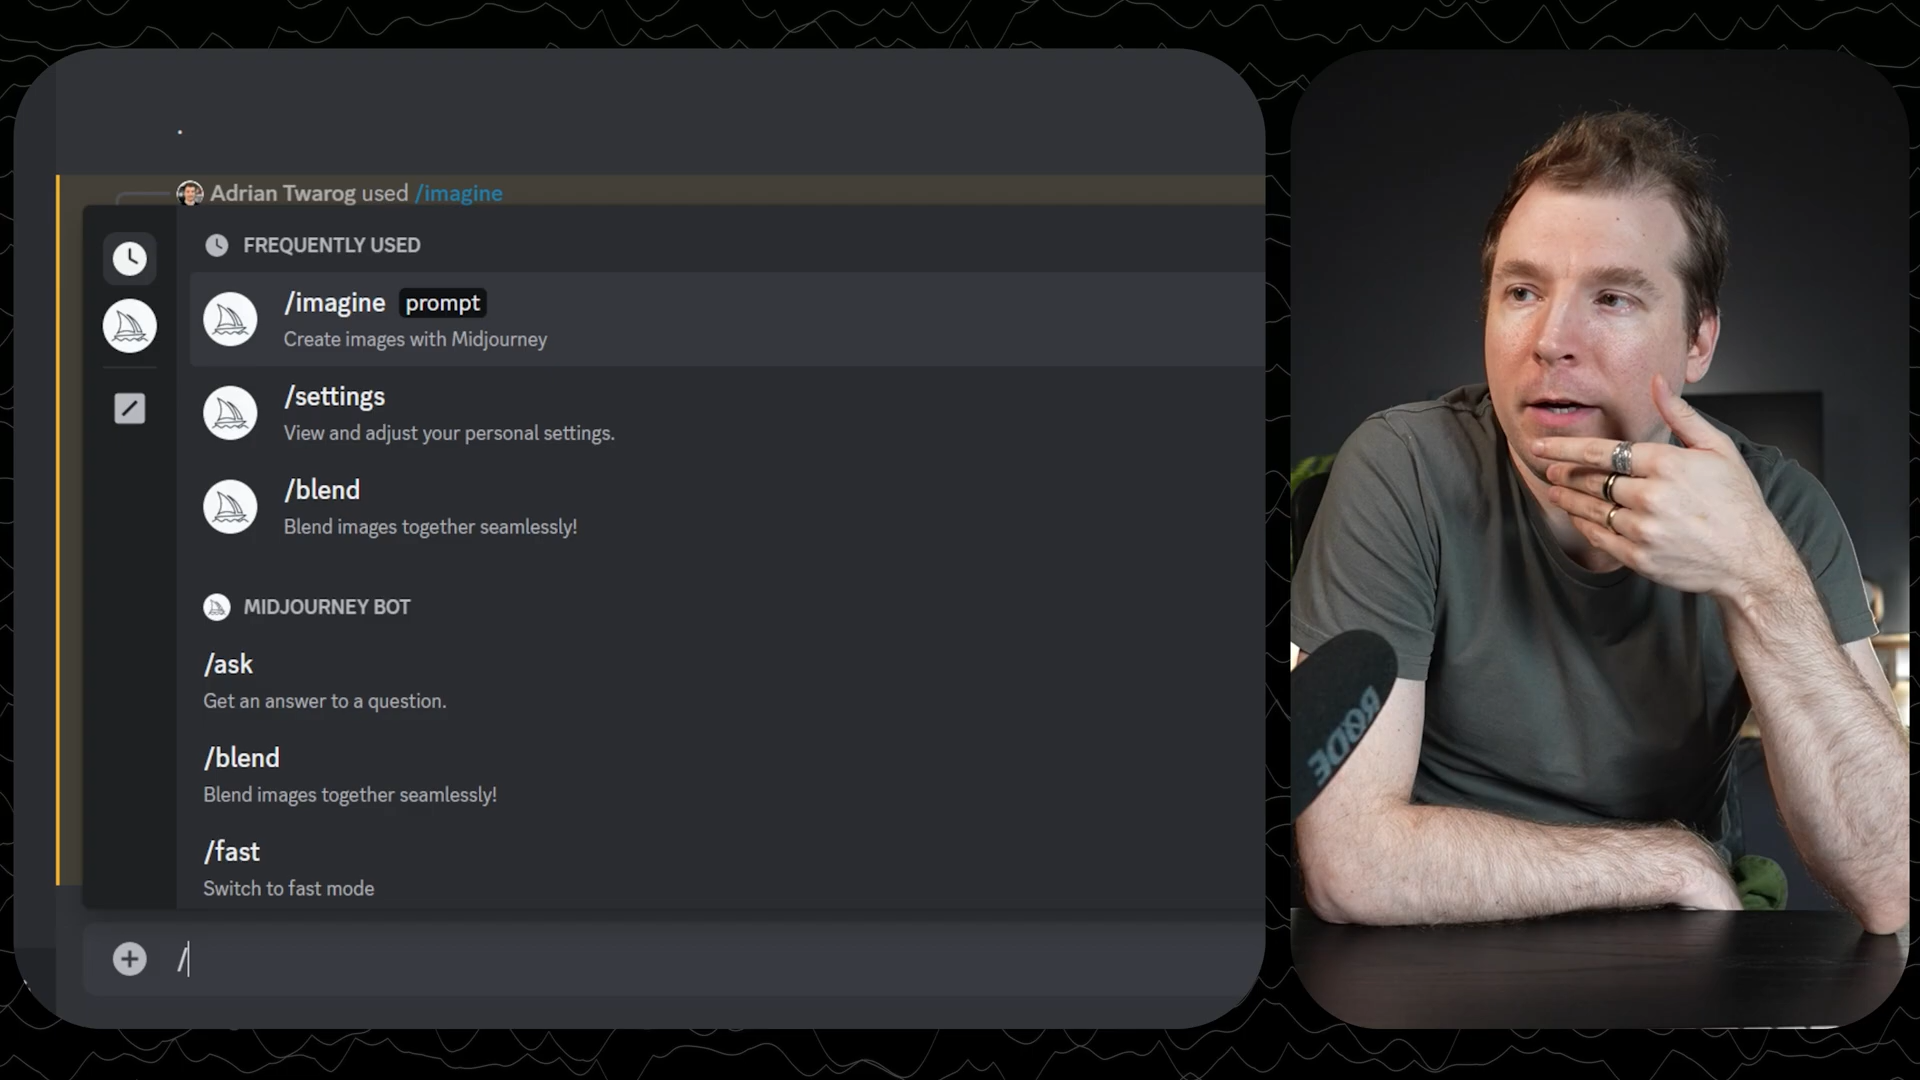 .
Adrian Twarog used /imagine
FREQUENTLY USED
/imagine prompt
Create images with Midjourney
/settings
View and adjust your personal settings.
/blend
Blend images together seamlessly!
MIDJOURNEY BOT
/ask
Get an answer to a question.
/blend
Blend images together seamlessly!
/fast
Switch to fast mode
/
RØDE